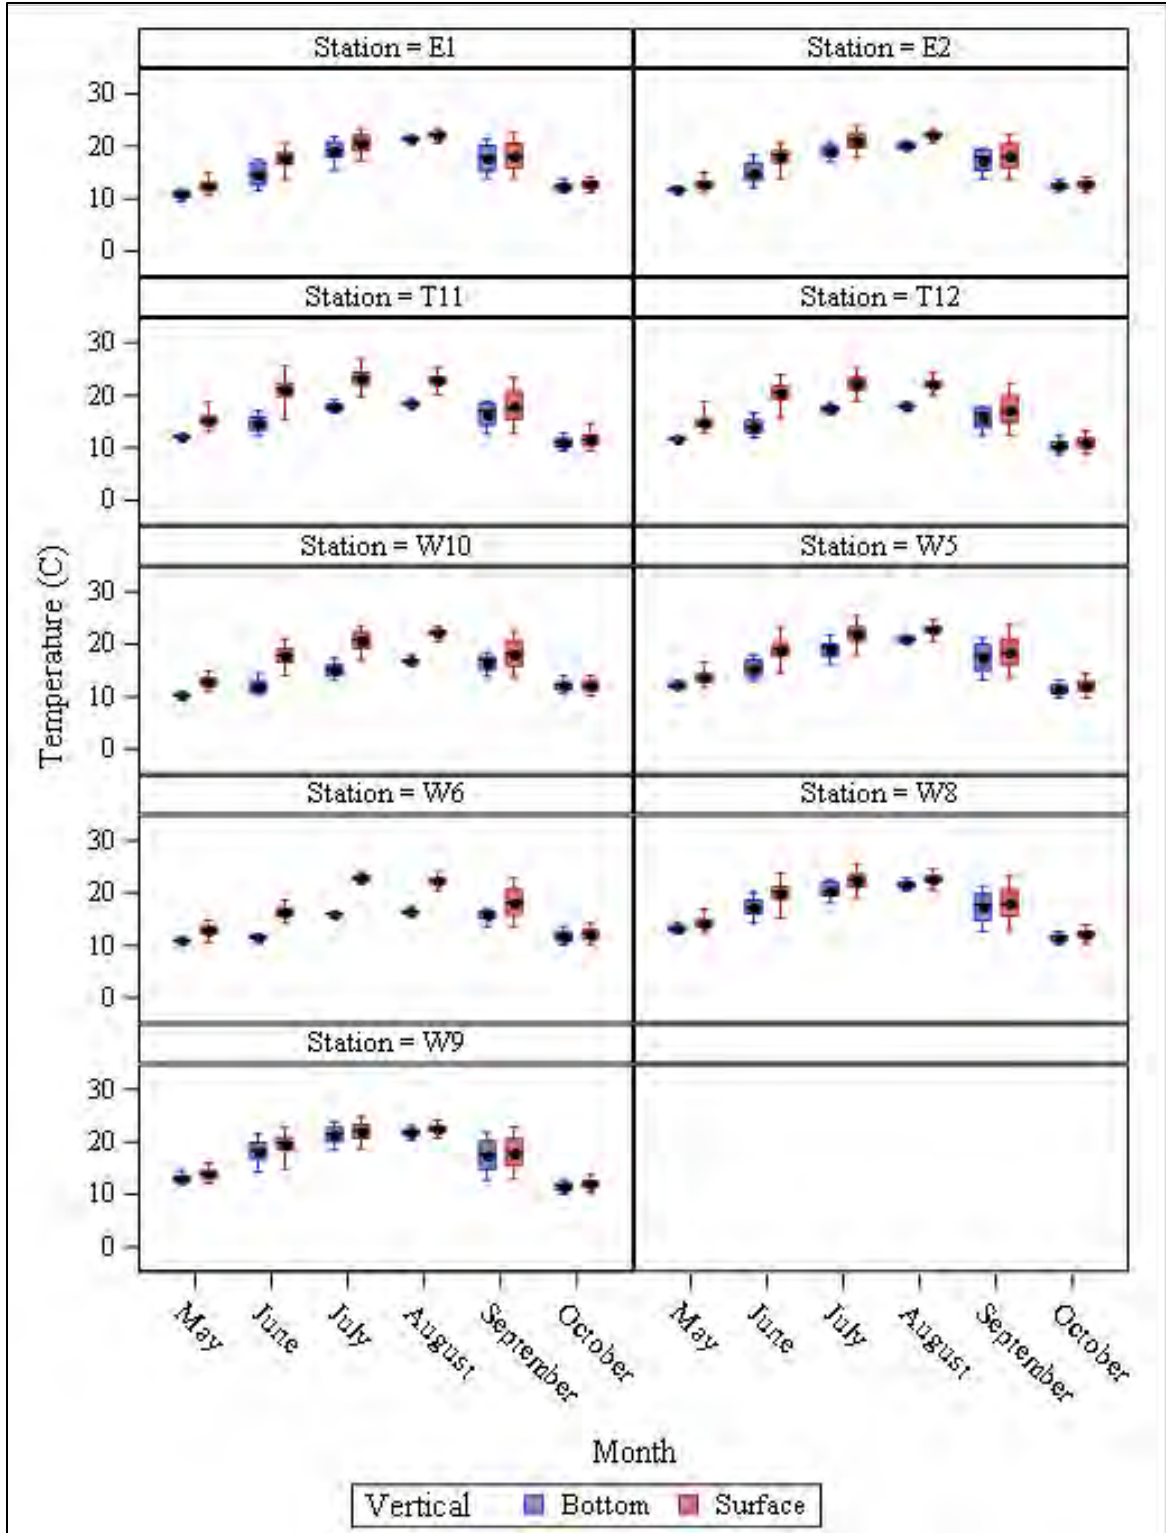 Station = E1
Station = E2
30
20
10
0
Station = T11
Station = T12
30
20
10
0
Station = W10
Station = W5
30
20
10
0
Station = W6
Station = W8
30
20
10
0
Station = W9
30
20
10
0
Temperature (C)
May
June
July
August
September
October
May
June
July
August
September
October
Month
Vertical
Bottom
Surface